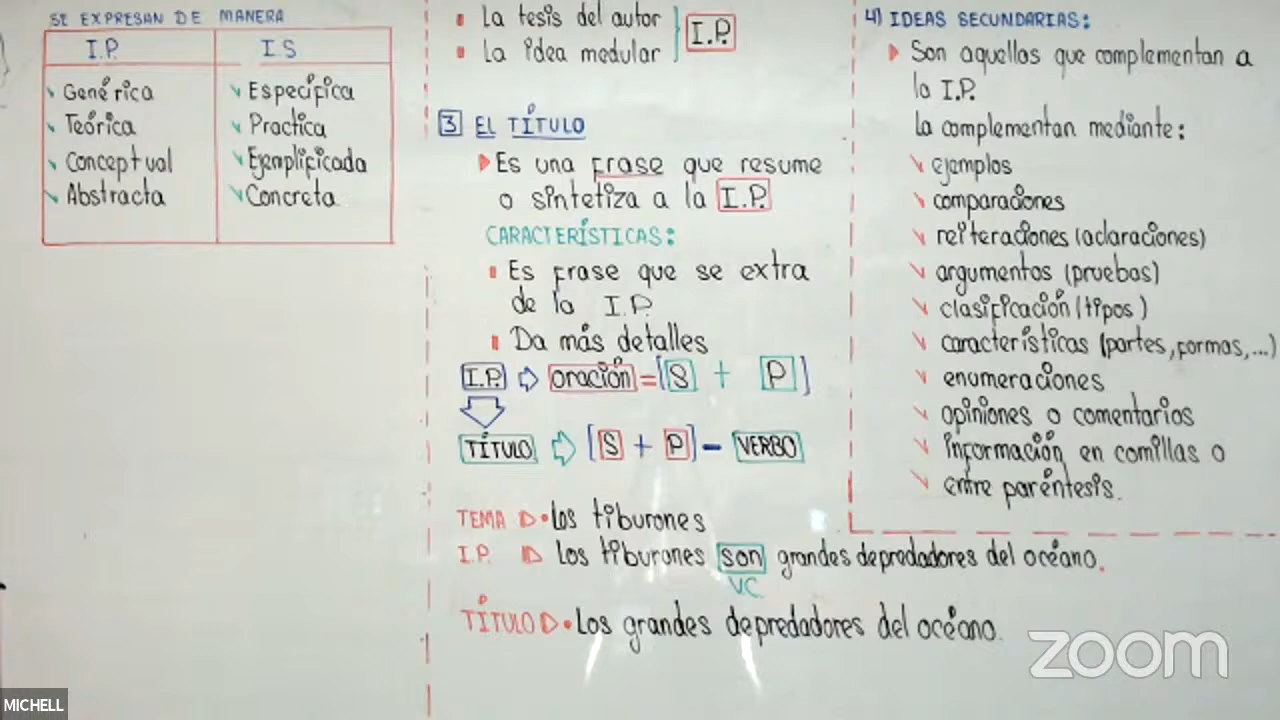 SE EXPRESAN DE MANERA
I.P. I S
Genérica Específica
Teórica Practica
Conceptual Ejemplificada
Abstracta Concreta
La tesis del autor
La idea medular
I.P.
3 EL TÍTULO
Es una frase que resume
o sintetiza a la I.P.
CARACTERÍSTICAS:
Es frase que se extra
de la I.P.
Da más detalles
I.P. ⇨ oración = [S + P]
TÍTULO ⇨ [S + P] - VERBO
TEMA • Los tiburones
I.P. Los tiburones son grandes depredadores del océano.
V.C
TÍTULO • Los grandes depredadores del océano.
4) IDEAS SECUNDARIAS:
Son aquellas que complementan a
la I.P.
La complementan mediante:
ejemplos
comparaciones
reiteraciones (aclaraciones)
argumentos (pruebas)
clasificación (tipos)
características (partes, formas,...)
enumeraciones
opiniones o comentarios
información en comillas o
entre paréntesis.
zoom
MICHELL